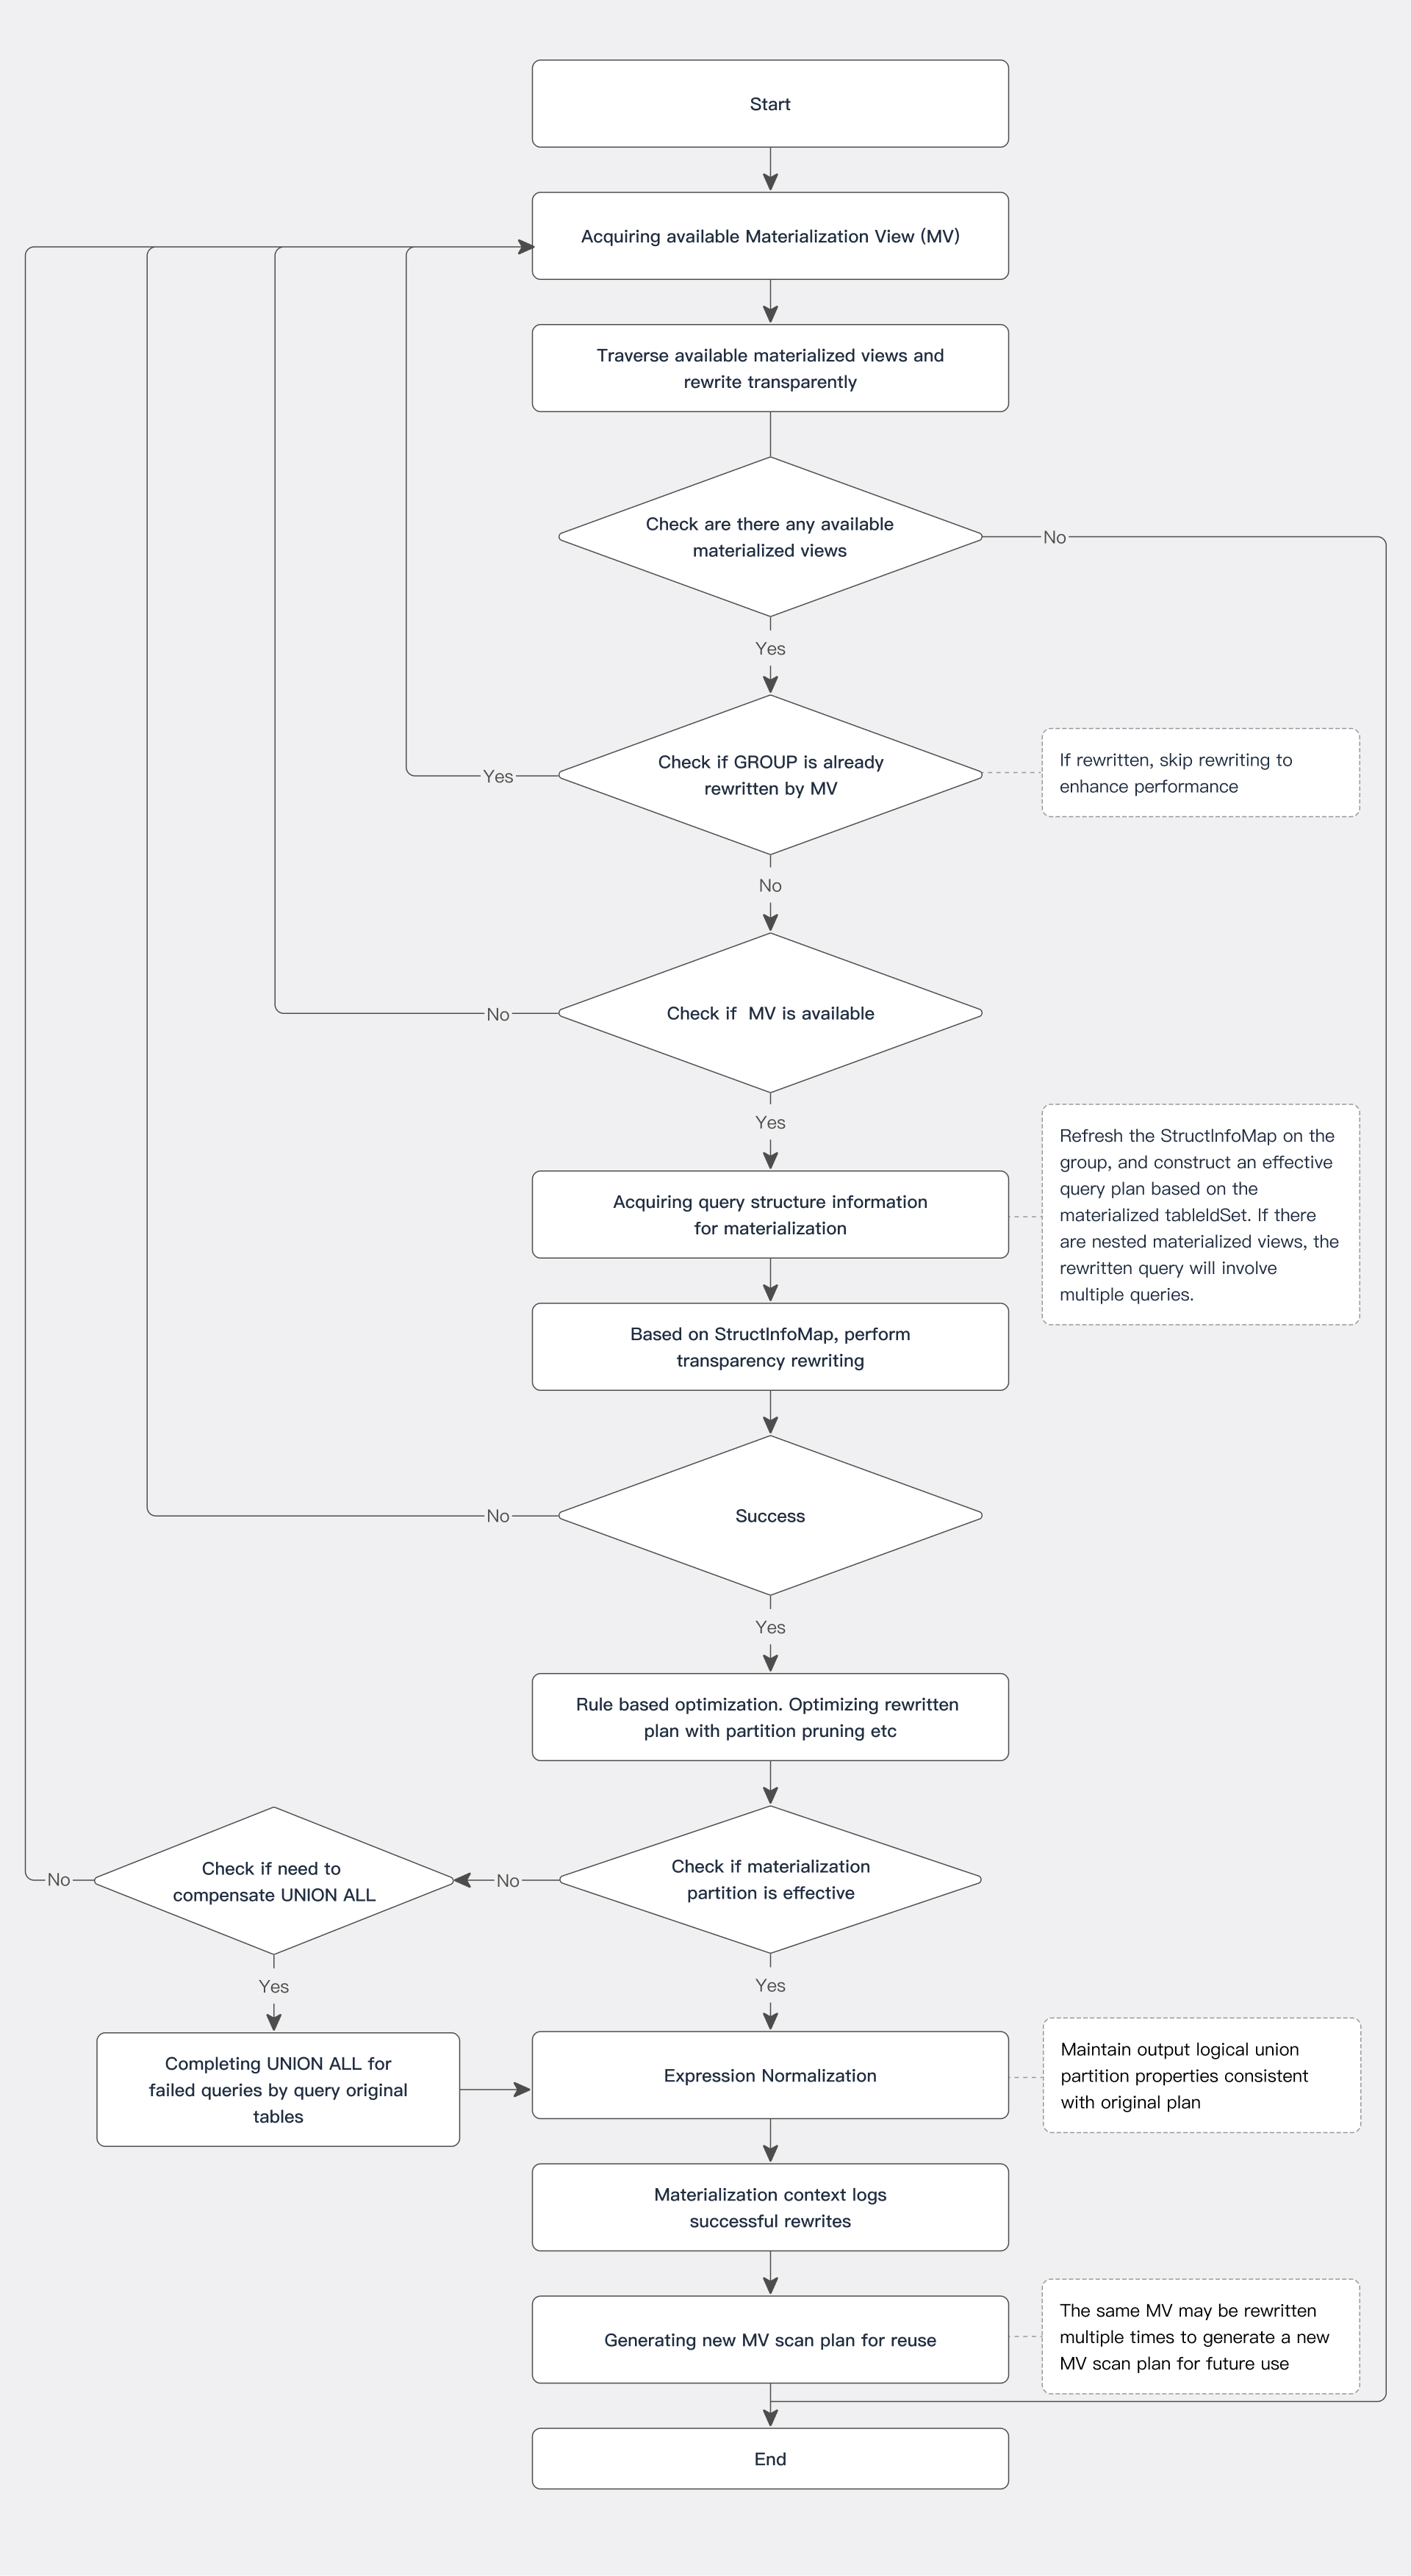 Start
Acquiring available Materialization View (MV)
Traverse available materialized views and
rewrite transparently
Check are there any available
materialized views
No
Yes
Check if GROUP is already
rewritten by MV
Yes
If rewritten, skip rewriting to
enhance performance
No
Check if  MV is available
No
Yes
Refresh the StructInfoMap on the
group, and construct an effective
query plan based on the
materialized tableIdSet. If there
are nested materialized views, the
rewritten query will involve
multiple queries.
Acquiring query structure information
for materialization
Based on StructInfoMap, perform
transparency rewriting
Success
No
Yes
Rule based optimization. Optimizing rewritten
plan with partition pruning etc
Check if materialization
partition is effective
No
Check if need to
compensate UNION ALL
No
Yes
Yes
Completing UNION ALL for
failed queries by query original
tables
Expression Normalization
Maintain output logical union
partition properties consistent
with original plan
Materialization context logs
successful rewrites
Generating new MV scan plan for reuse
The same MV may be rewritten
multiple times to generate a new
MV scan plan for future use
End